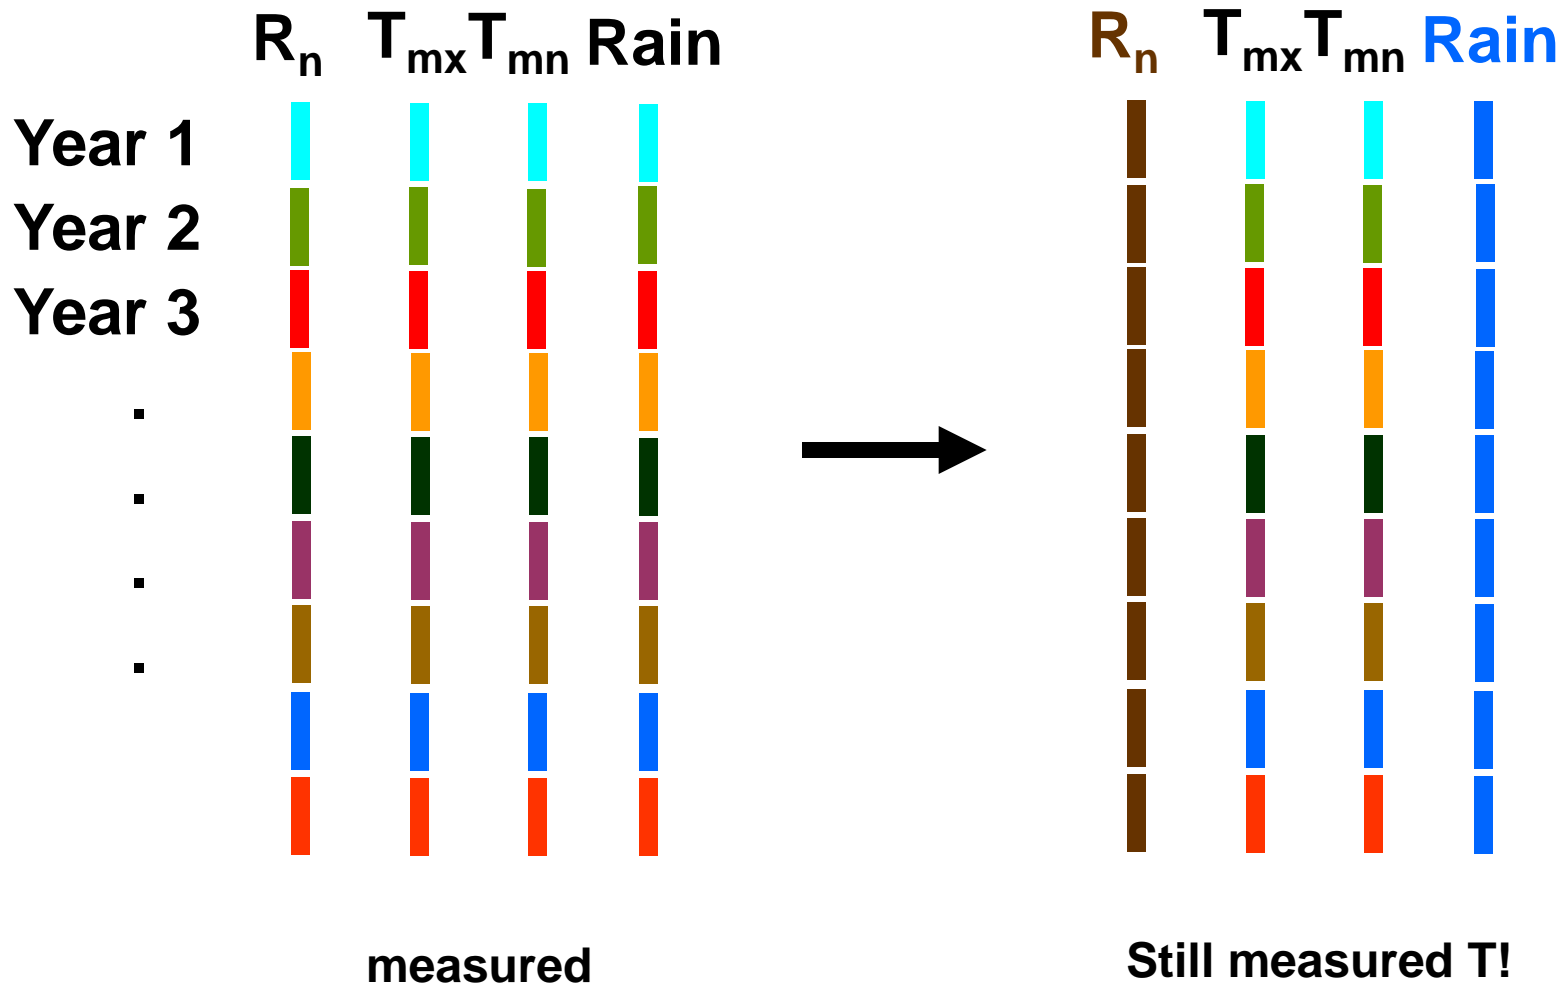 Rn Tmx Tmn Rain Rn Tmx Tmn Rain
Year 1
Year 2
Year 3
.
.
.
.
measured Still measured T!